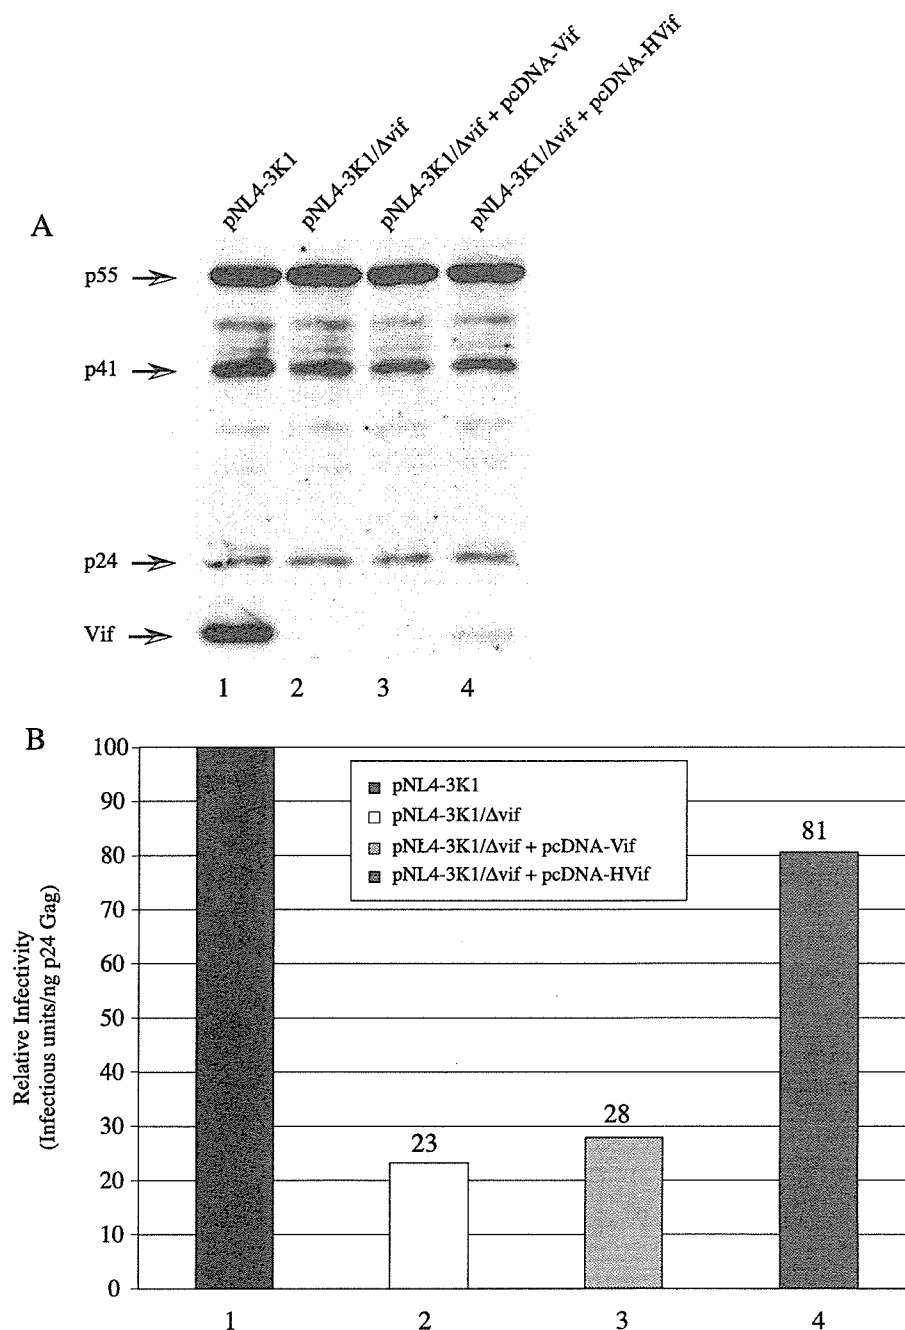 pNL4-3K1
pNL4-3K1/Δvif
pNL4-3K1/Δvif + pcDNA-Vif
pNL4-3K1/Δvif + pcDNA-HVif
A
p55
p41
p24
Vif
1 2 3 4
B
100
90
80
70
60
50
40
30
20
10
0
Relative Infectivity
(Infectious units/ng p24 Gag)
pNL4-3K1
pNL4-3K1/Δvif
pNL4-3K1/Δvif + pcDNA-Vif
pNL4-3K1/Δvif + pcDNA-HVif
23
28
81
1 2 3 4